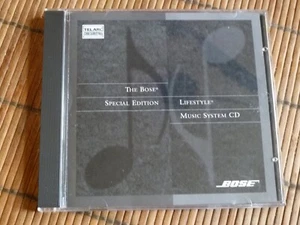 TELARC
DIGITAL
THE BOSE®
SPECIAL EDITION
LIFESTYLE®
MUSIC SYSTEM CD
BOSE